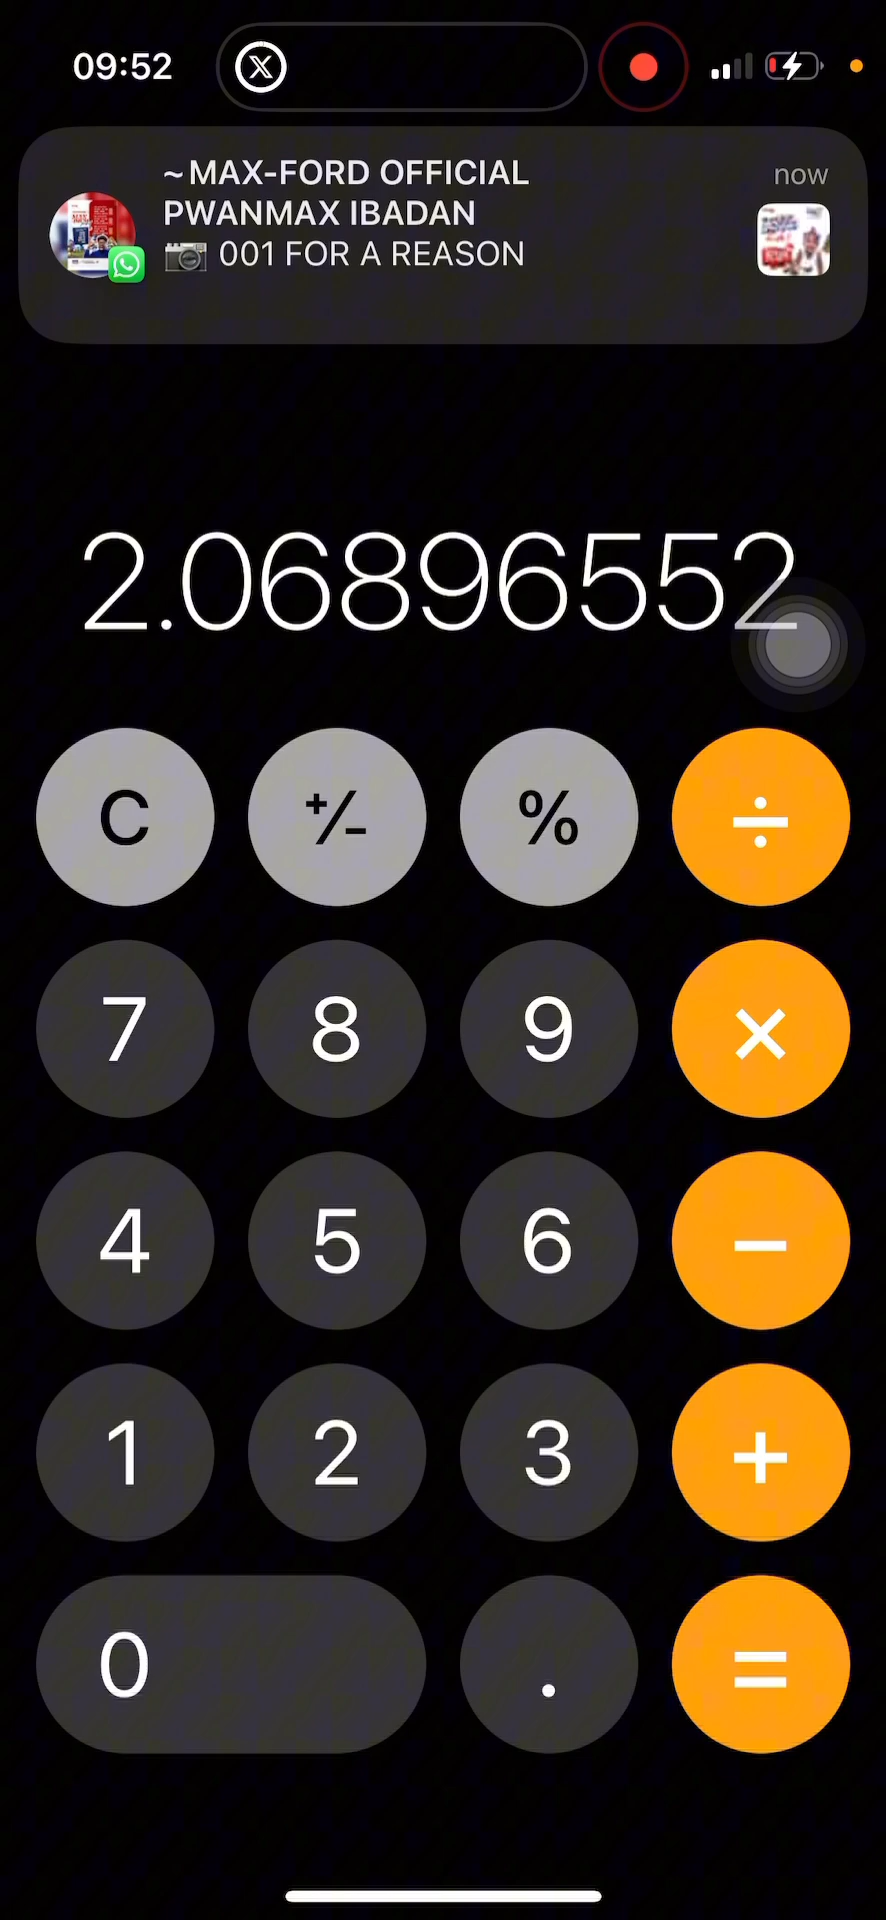 09:52
~MAX-FORD OFFICIAL
now
PWANMAX IBADAN
001 FOR A REASON
2.06896552
C +/- % ÷
7 8 9 ×
4 5 6 −
1 2 3 +
0 . =